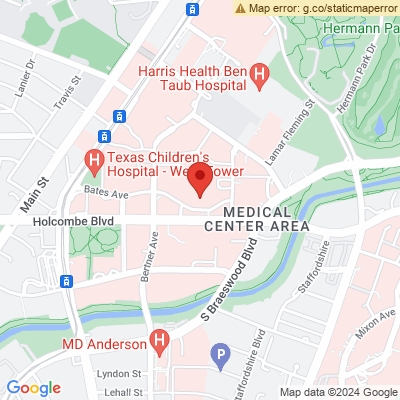 Map error: g.co/staticmaperror
Hermann P
Hermann Park Dr
Lanier Dr
Travis St
Harris Health Ben
Taub Hospital
H
Lamar Fleming St
Main St
H
Texas Children's
Hospital - We
ower
Bates Ave
Holcombe Blvd
MEDICAL
CENTER AREA
Bertner Ave
S Braeswood Blvd
Staffordshire
Mixon Ave
MD Anderson
H
P
Staffordshire Blvd
Lyndon St
Lehall St
Google
Map data ©2024 Google